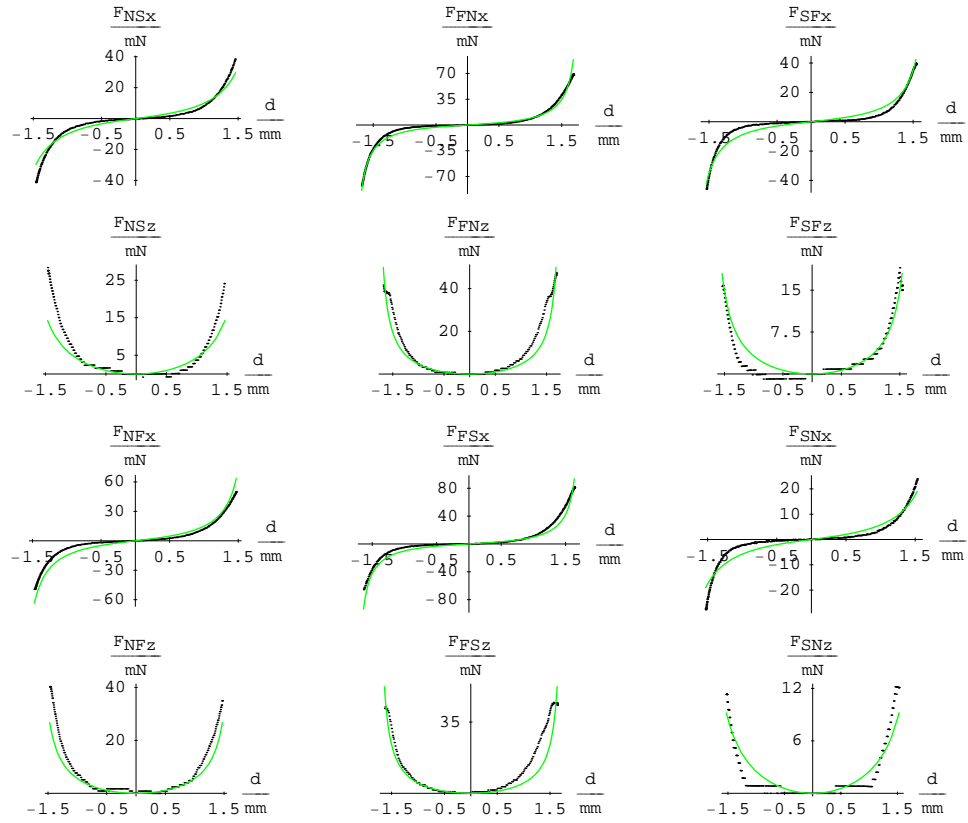 F_NSx F_FNx F_SFx
mN mN mN
40 70 40
20 35 20
d d d
-1.5 -0.5 0.5 1.5 mm -1.5 -0.5 0.5 1.5 mm -1.5 -0.5 0.5 1.5 mm
-20 -35 -20
-40 -70 -40
F_NSz F_FNz F_SFz
mN mN mN
25 40 15
15 20 7.5
5
d d d
-1.5 -0.5 0.5 1.5 mm -1.5 -0.5 0.5 1.5 mm -1.5 -0.5 0.5 1.5 mm
F_NFx F_FSx F_SNx
mN mN mN
60 80 20
30 40 10
d d d
-1.5 -0.5 0.5 1.5 mm -1.5 -0.5 0.5 1.5 mm -1.5 -0.5 0.5 1.5 mm
-30 -40 -10
-60 -80 -20
F_NFz F_FSz F_SNz
mN mN mN
40 35 12
20 6
d d d
-1.5 -0.5 0.5 1.5 mm -1.5 -0.5 0.5 1.5 mm -1.5 -0.5 0.5 1.5 mm